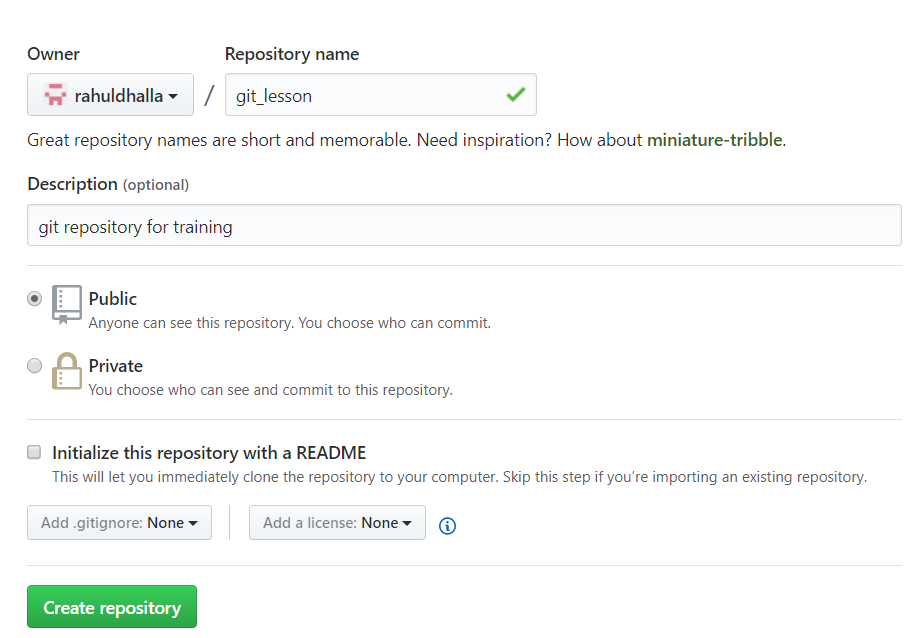 Owner Repository name
rahuldhalla / git_lesson
Great repository names are short and memorable. Need inspiration? How about miniature-tribble.
Description (optional)
git repository for training
Public
Anyone can see this repository. You choose who can commit.
Private
You choose who can see and commit to this repository.
Initialize this repository with a README
This will let you immediately clone the repository to your computer. Skip this step if you’re importing an existing repository.
Add .gitignore: None Add a license: None
Create repository